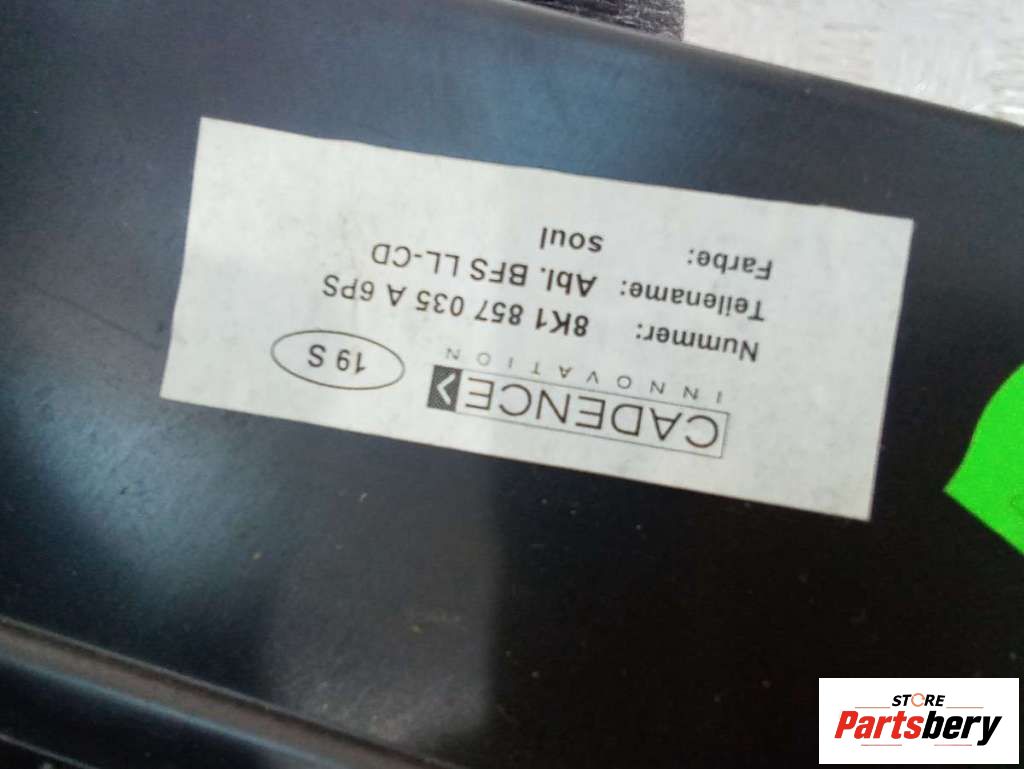 CADENCE
INNOVATION
19 S
Nummer: 8K1 857 035 A 6PS
Teilename: Abl. BFS LL-CD
Farbe: soul
STORE
Partsbery